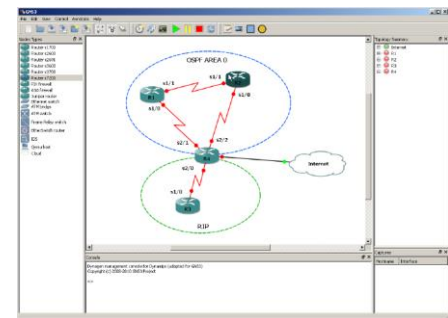 GNS3
File Edit View Control Annotate Help
Node Types
Router c1700
Router c2600
Router c2691
Router c3600
Router c3700
Router c7200
PIX firewall
ASA firewall
Juniper router
Ethernet switch
ATM bridge
ATM switch
Frame Relay switch
EtherSwitch router
IDS
Qemu host
Cloud
OSPF AREA 0
s1/1
s1/1
R1
s1/0
s1/0
s2/1
s2/2
R4
Internet
s2/0
s1/0
R3
RIP
Topology Summary
Internet
R1
R2
R3
R4
Console
Dynagen management console for Dynamips (adapted for GNS3)
Copyright (c) 2008-2010 GNS3 Project
Captures
Hostname Interface